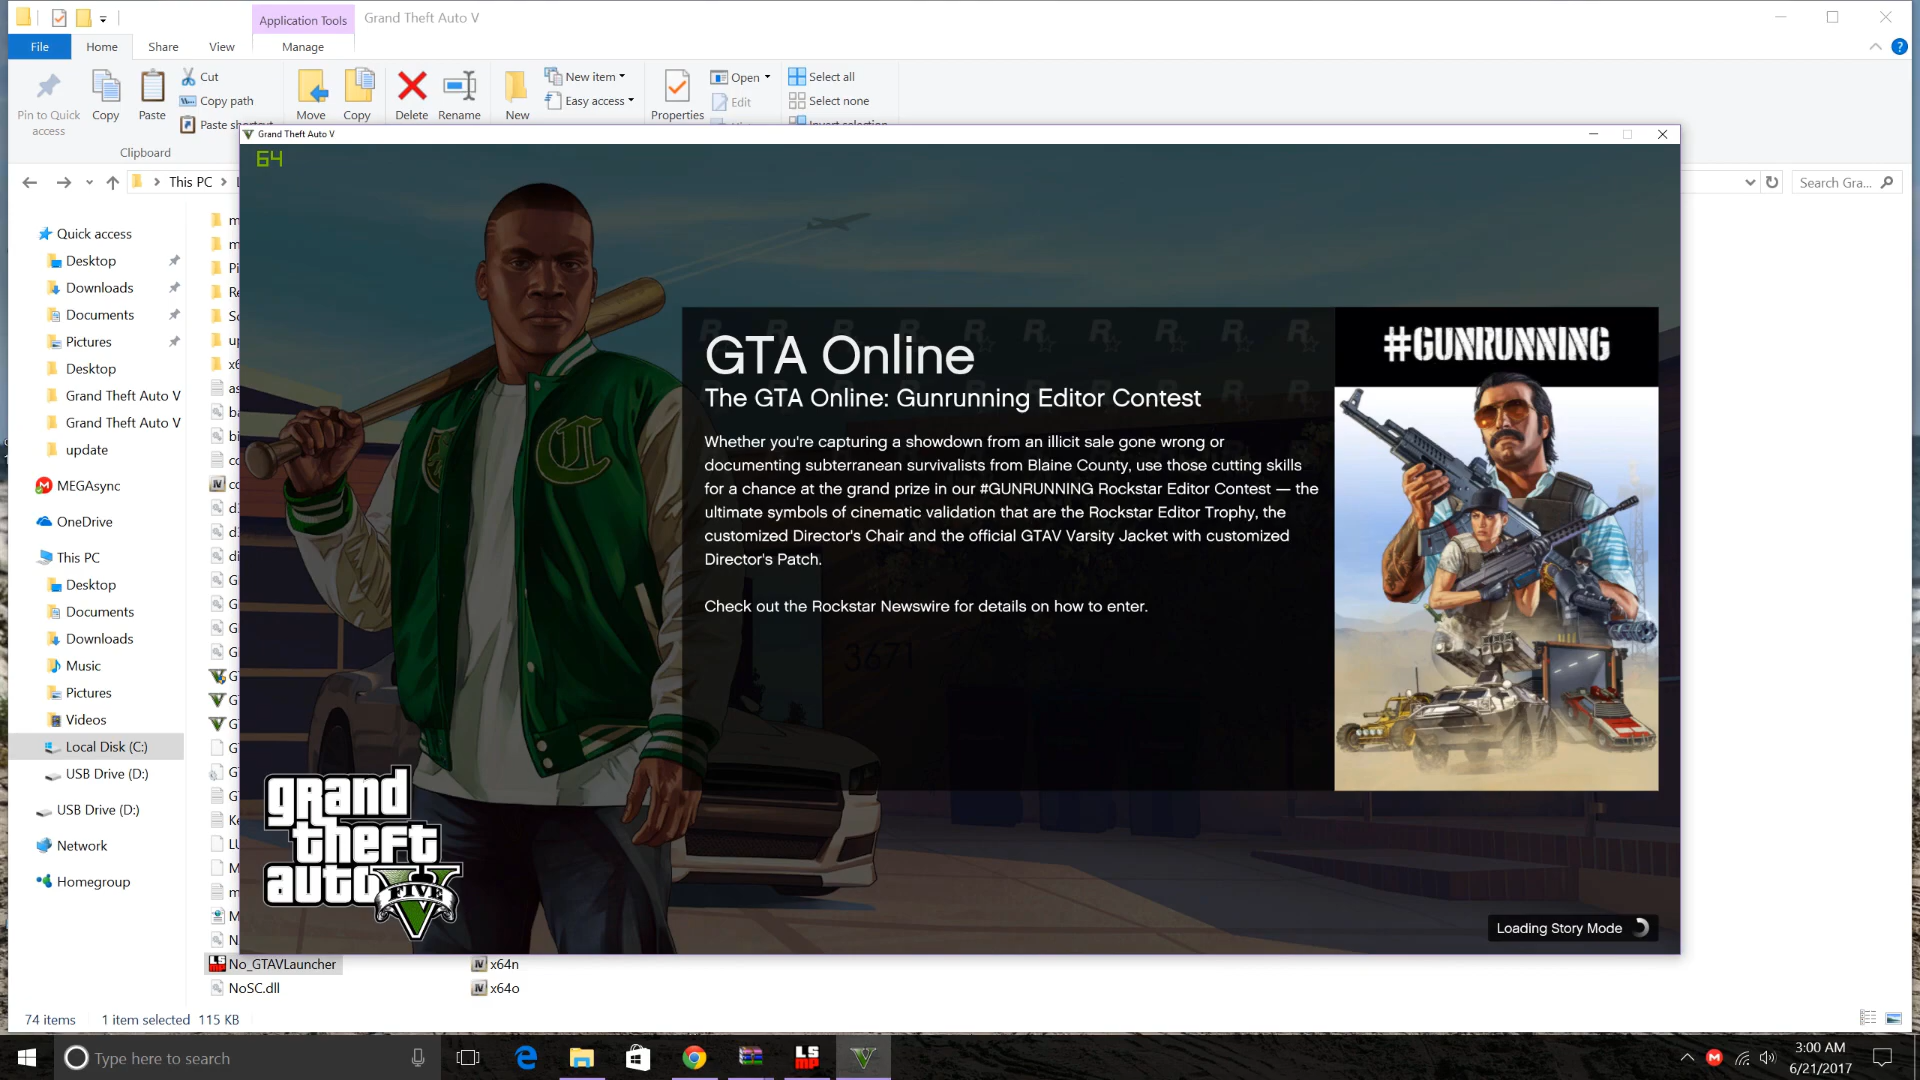 Application Tools
Grand Theft Auto V
File
Home
Share
View
Manage
Pin to Quick access
Copy
Paste
Cut
Copy path
Paste shortcut
Clipboard
Move
Copy
Delete
Rename
New
New item
Easy access
Properties
Open
Edit
Select all
Select none
Invert selection
This PC
Search Gra...
Quick access
Desktop
Downloads
Documents
Pictures
Desktop
Grand Theft Auto V
Grand Theft Auto V
update
MEGAsync
OneDrive
This PC
Desktop
Documents
Downloads
Music
Pictures
Videos
Local Disk (C:)
USB Drive (D:)
USB Drive (D:)
Network
Homegroup
No_GTAVLauncher
NoSC.dll
x64n
x64o
74 items
1 item selected 115 KB
Grand Theft Auto V
64
GTA Online
The GTA Online: Gunrunning Editor Contest
Whether you're capturing a showdown from an illicit sale gone wrong or
documenting subterranean survivalists from Blaine County, use those cutting skills
for a chance at the grand prize in our #GUNRUNNING Rockstar Editor Contest — the
ultimate symbols of cinematic validation that are the Rockstar Editor Trophy, the
customized Director's Chair and the official GTAV Varsity Jacket with customized
Director's Patch.
Check out the Rockstar Newswire for details on how to enter.
#GUNRUNNING
3671
grand
theft
auto
FIVE
Loading Story Mode
Type here to search
LS
MP
3:00 AM
6/21/2017